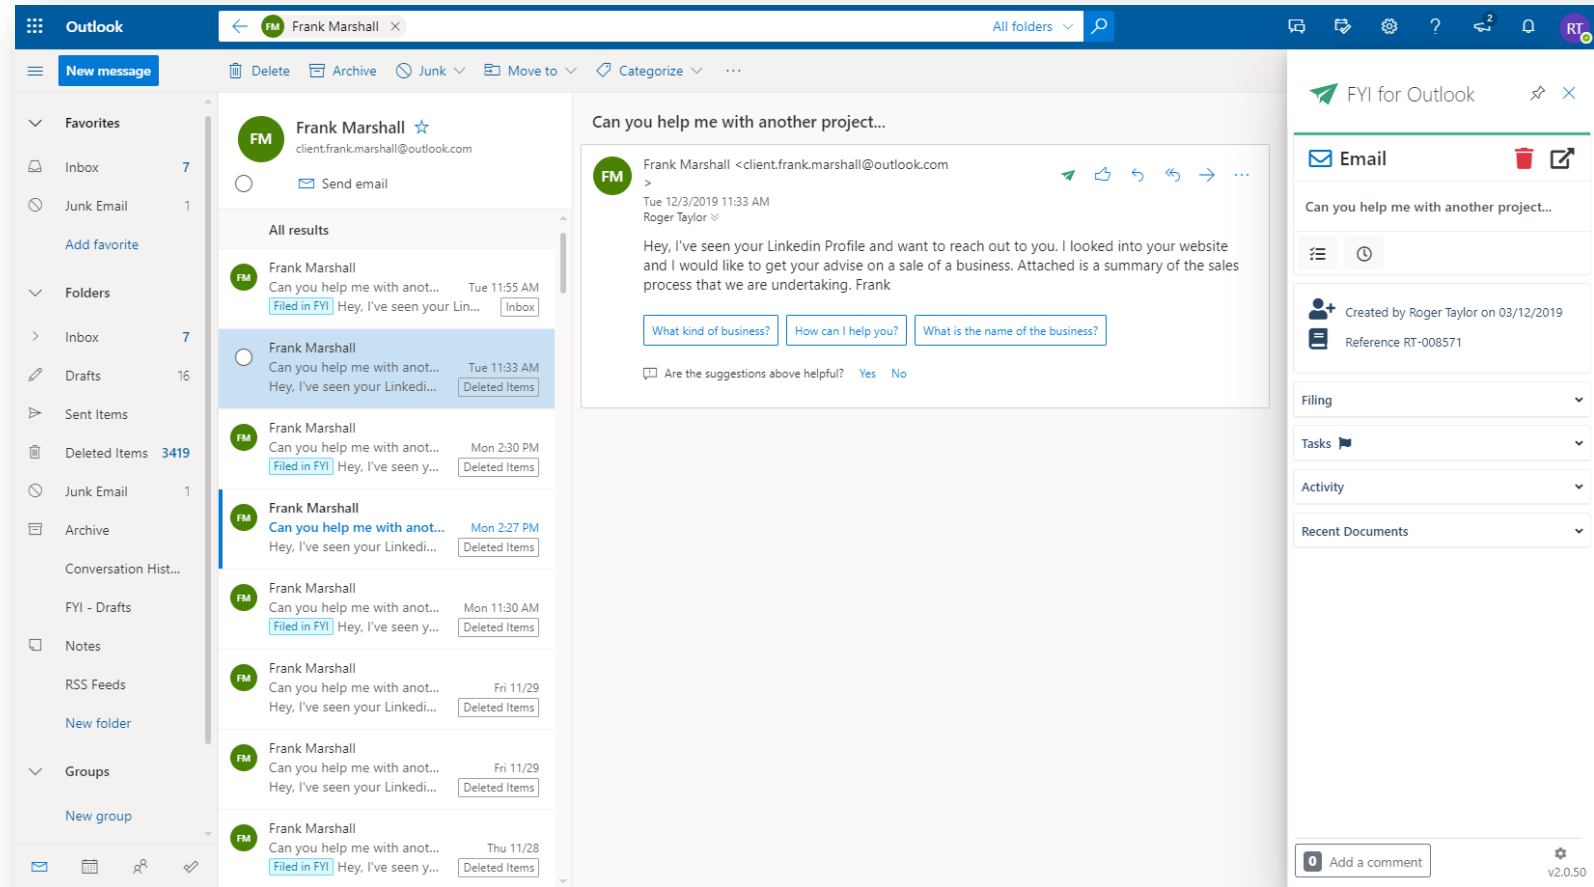 Outlook
FM Frank Marshall
All folders
2
RT
New message
Delete Archive Junk Move to Categorize
Favorites
Inbox 7
Junk Email 1
Add favorite
Folders
Inbox 7
Drafts 16
Sent Items
Deleted Items 3419
Junk Email 1
Archive
Conversation Hist...
FYI - Drafts
Notes
RSS Feeds
New folder
Groups
New group
FM
Frank Marshall
client.frank.marshall@outlook.com
Send email
All results
FM
Frank Marshall
Can you help me with anot... Tue 11:55 AM
Filed in FYI Hey, I've seen your Lin... Inbox
Frank Marshall
Can you help me with anot... Tue 11:33 AM
Hey, I've seen your Linkedi... Deleted Items
FM
Frank Marshall
Can you help me with anot... Mon 2:30 PM
Filed in FYI Hey, I've seen y... Deleted Items
FM
Frank Marshall
Can you help me with anot... Mon 2:27 PM
Hey, I've seen your Linkedi... Deleted Items
FM
Frank Marshall
Can you help me with anot... Mon 11:30 AM
Filed in FYI Hey, I've seen y... Deleted Items
FM
Frank Marshall
Can you help me with anot... Fri 11/29
Hey, I've seen your Linkedi... Deleted Items
FM
Frank Marshall
Can you help me with anot... Fri 11/29
Hey, I've seen your Linkedi... Deleted Items
FM
Frank Marshall
Can you help me with anot... Thu 11/28
Filed in FYI Hey, I've seen y... Deleted Items
Can you help me with another project...
FM
Frank Marshall <client.frank.marshall@outlook.com
>
Tue 12/3/2019 11:33 AM
Roger Taylor
Hey, I've seen your Linkedin Profile and want to reach out to you. I looked into your website
and I would like to get your advise on a sale of a business. Attached is a summary of the sales
process that we are undertaking. Frank
What kind of business? How can I help you? What is the name of the business?
Are the suggestions above helpful? Yes No
FYI for Outlook
Email
Can you help me with another project...
Created by Roger Taylor on 03/12/2019
Reference RT-008571
Filing
Tasks
Activity
Recent Documents
0 Add a comment
v2.0.50